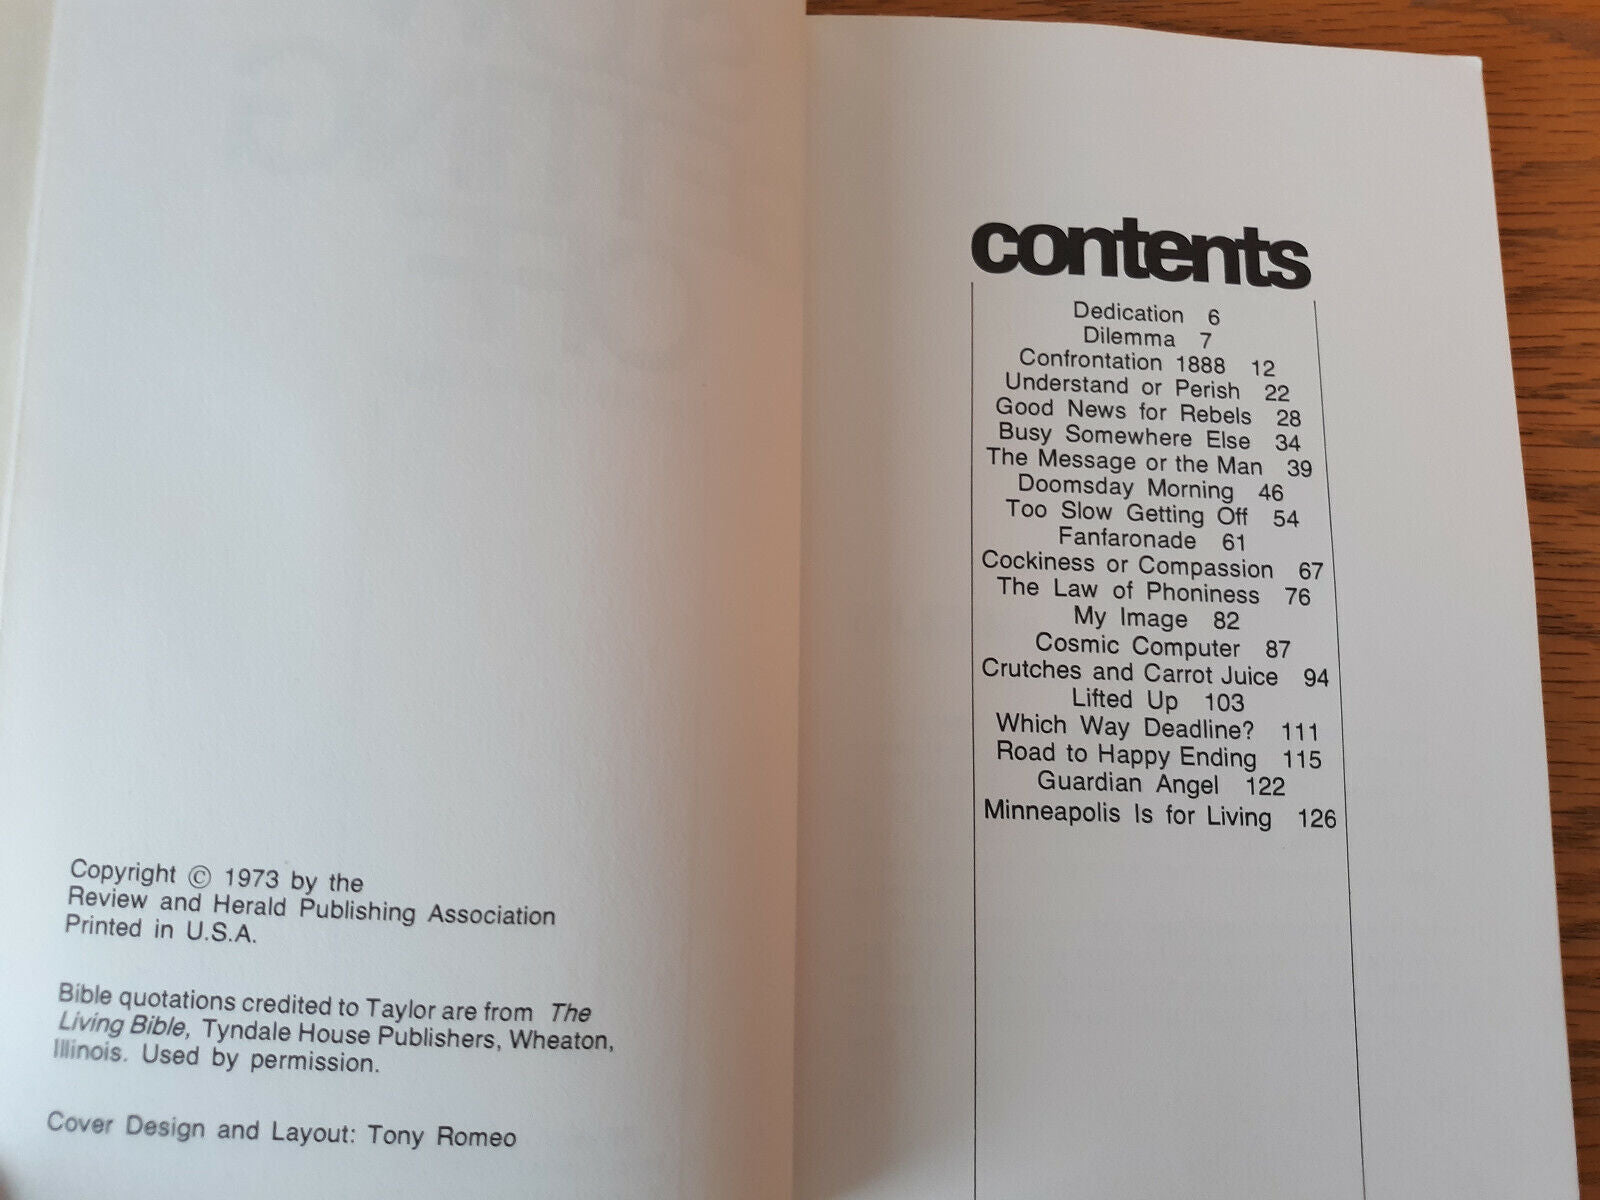 Copyright © 1973 by the
Review and Herald Publishing Association
Printed in U.S.A.
Bible quotations credited to Taylor are from The
Living Bible, Tyndale House Publishers, Wheaton,
Illinois. Used by permission.
Cover Design and Layout: Tony Romeo
contents
Dedication 6
Dilemma 7
Confrontation 1888 12
Understand or Perish 22
Good News for Rebels 28
Busy Somewhere Else 34
The Message or the Man 39
Doomsday Morning 46
Too Slow Getting Off 54
Fanfaronade 61
Cockiness or Compassion 67
The Law of Phoniness 76
My Image 82
Cosmic Computer 87
Crutches and Carrot Juice 94
Lifted Up 103
Which Way Deadline? 111
Road to Happy Ending 115
Guardian Angel 122
Minneapolis Is for Living 126